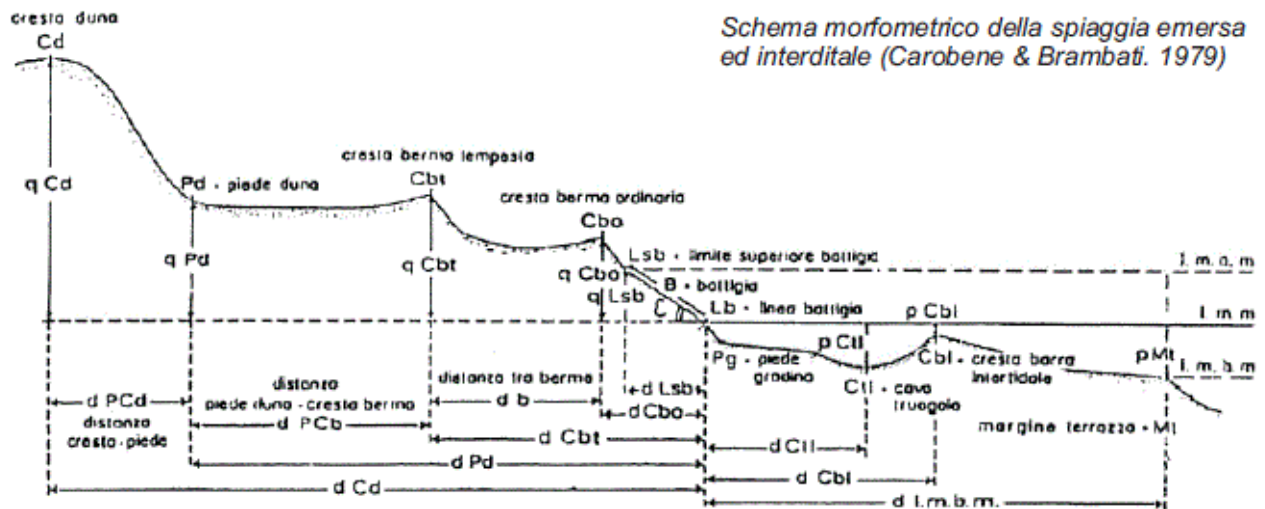 cresta duna
Cd
Schema morfometrico della spiaggia emersa
ed interditale (Carobene & Brambati. 1979)
cresta berma tempesta
Cbt
q Cd
Pd - piede duna
cresta berma ordinaria
Cbo
Lsb - limite superiore battigia
l. m. a. m
q Pd
q Cbt
q Cbo
q Lsb
B - battigia
Lb - linea battigia
p Cbl
l. m m
p Ctl
Pg - piede
gradino
Cbl - cresta barra
intertidale
p Mt
l. m. b. m
Ctl - cavo
truogolo
distanza
piede duna - cresta berma
distanza tra berme
d Lsb
d PCd
d PCb
d b
d Cbo
distanza
cresta - piede
margine terrazzo - Mt
d Cbt
d Ctl
d Pd
d Cbl
d Cd
d l.m.b.m.